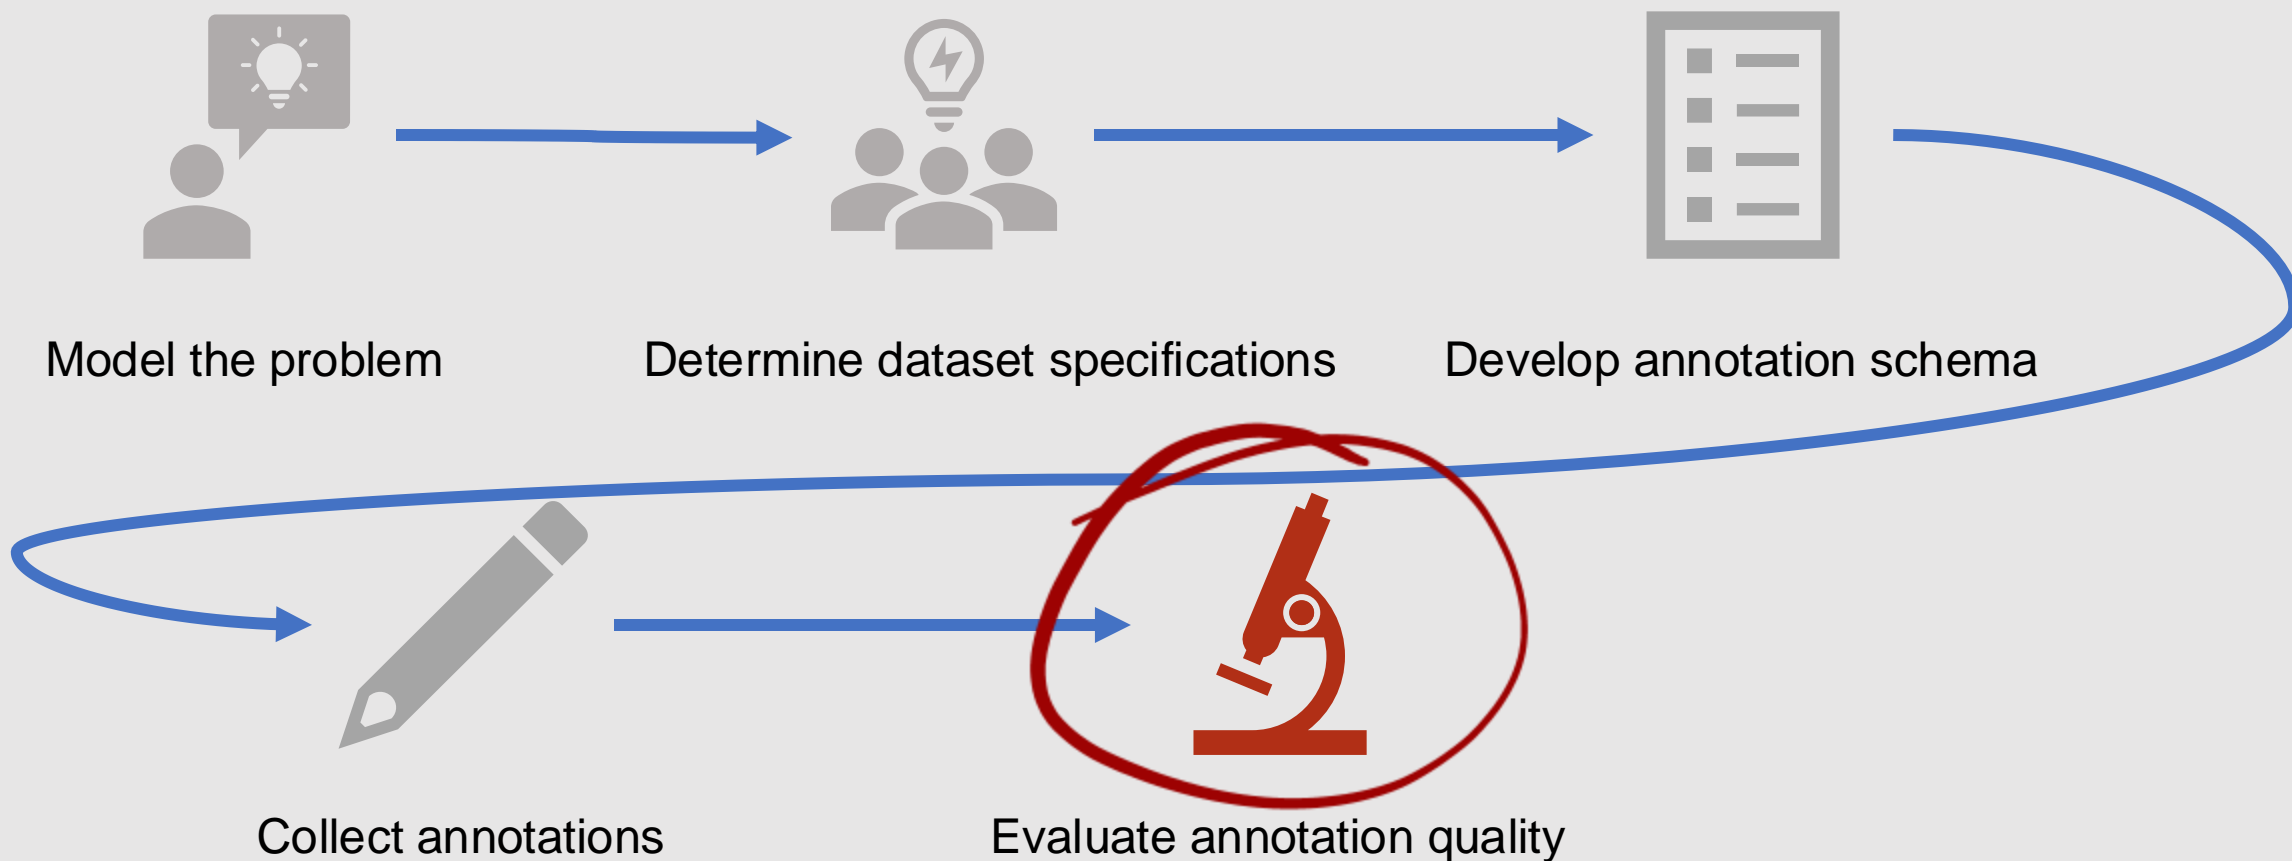 Model the problem
Determine dataset specifications
Develop annotation schema
Collect annotations
Evaluate annotation quality